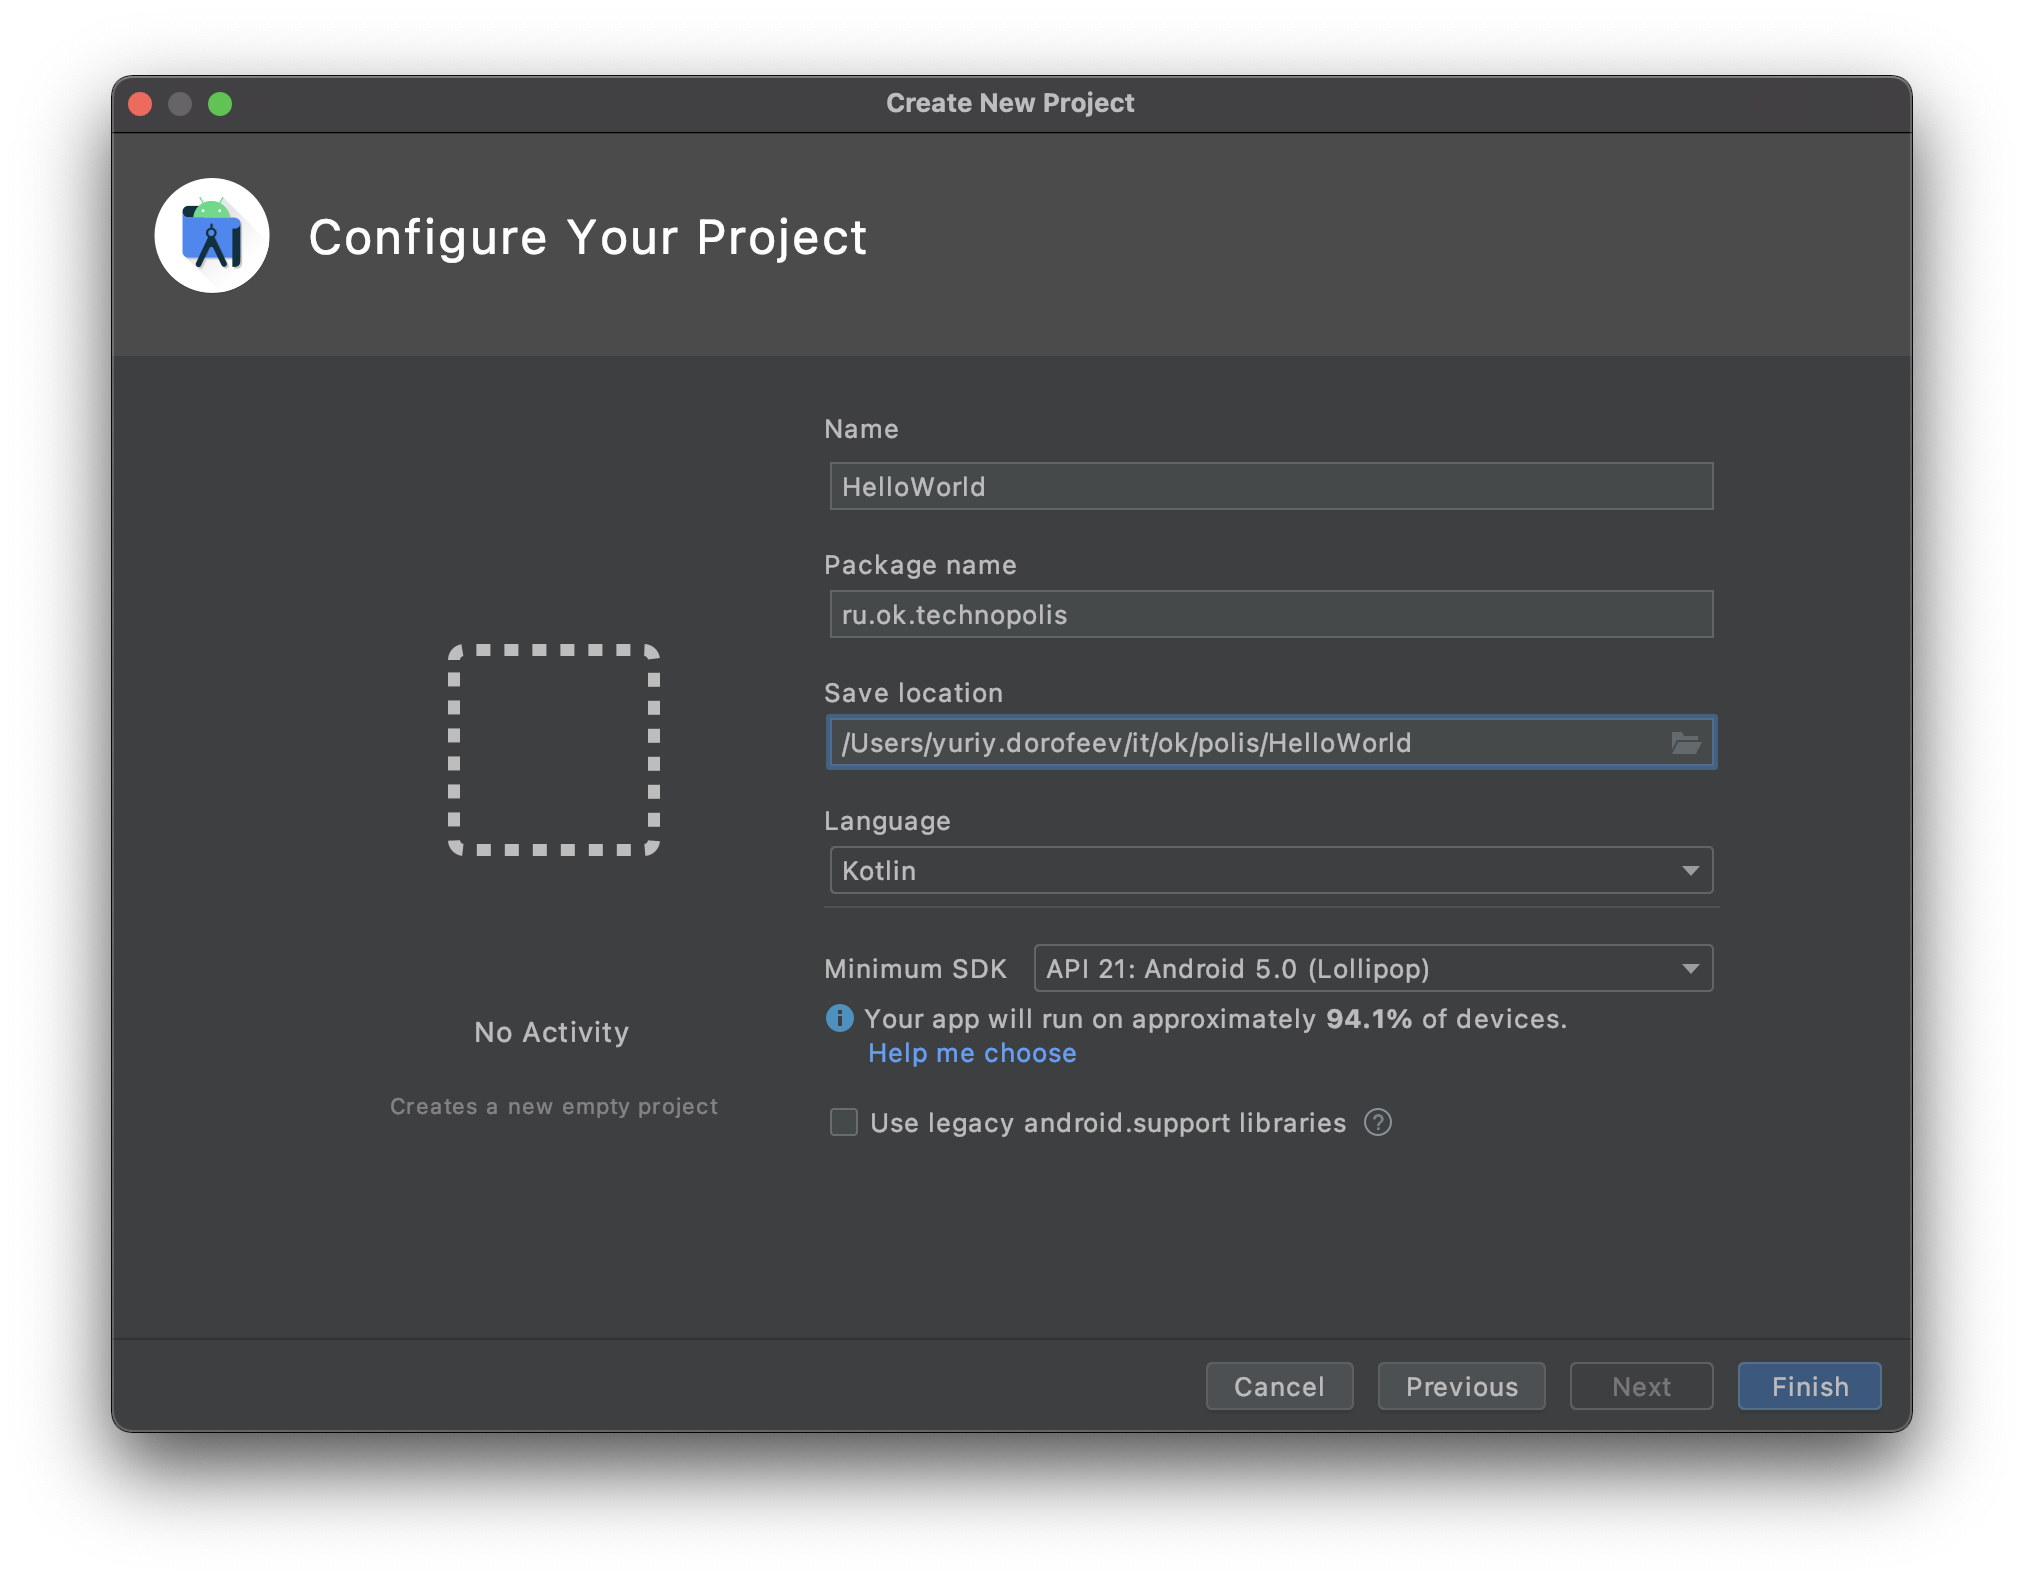 Create New Project
Configure Your Project
Name
HelloWorld
Package name
ru.ok.technopolis
Save location
/Users/yuriy.dorofeev/it/ok/polis/HelloWorld
Language
Kotlin
Minimum SDK API 21: Android 5.0 (Lollipop)
Your app will run on approximately 94.1% of devices.
Help me choose
Use legacy android.support libraries ?
No Activity
Creates a new empty project
Cancel Previous Next Finish